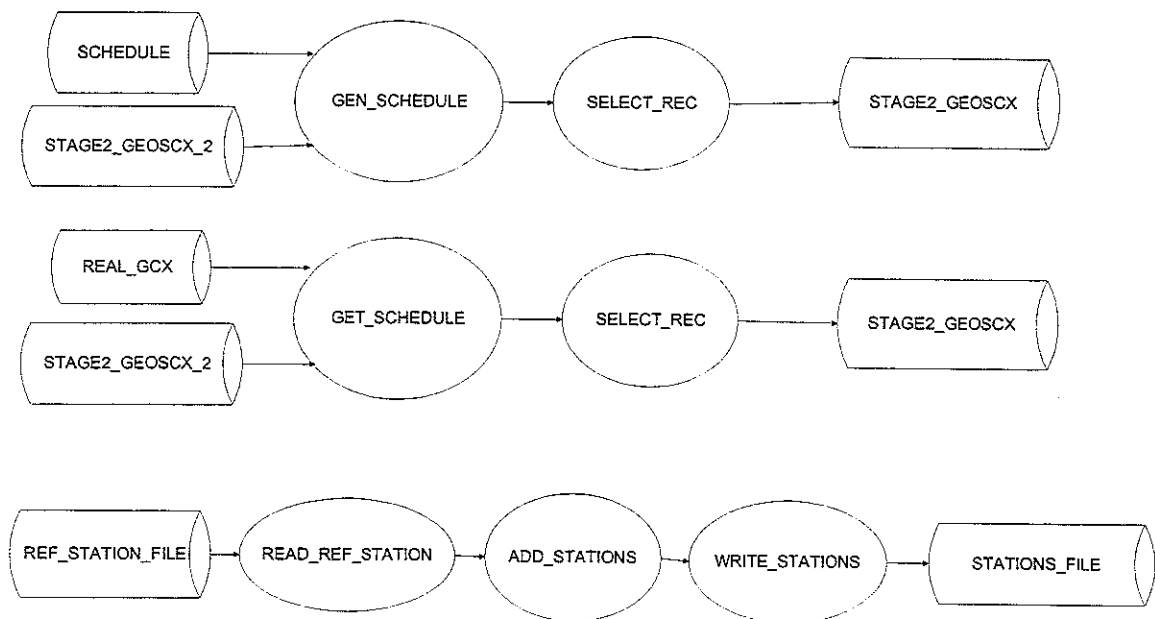 SCHEDULE
GEN_SCHEDULE
SELECT_REC
STAGE2_GEOSCX
STAGE2_GEOSCX_2
REAL_GCX
GET_SCHEDULE
SELECT_REC
STAGE2_GEOSCX
STAGE2_GEOSCX_2
REF_STATION_FILE
READ_REF_STATION
ADD_STATIONS
WRITE_STATIONS
STATIONS_FILE